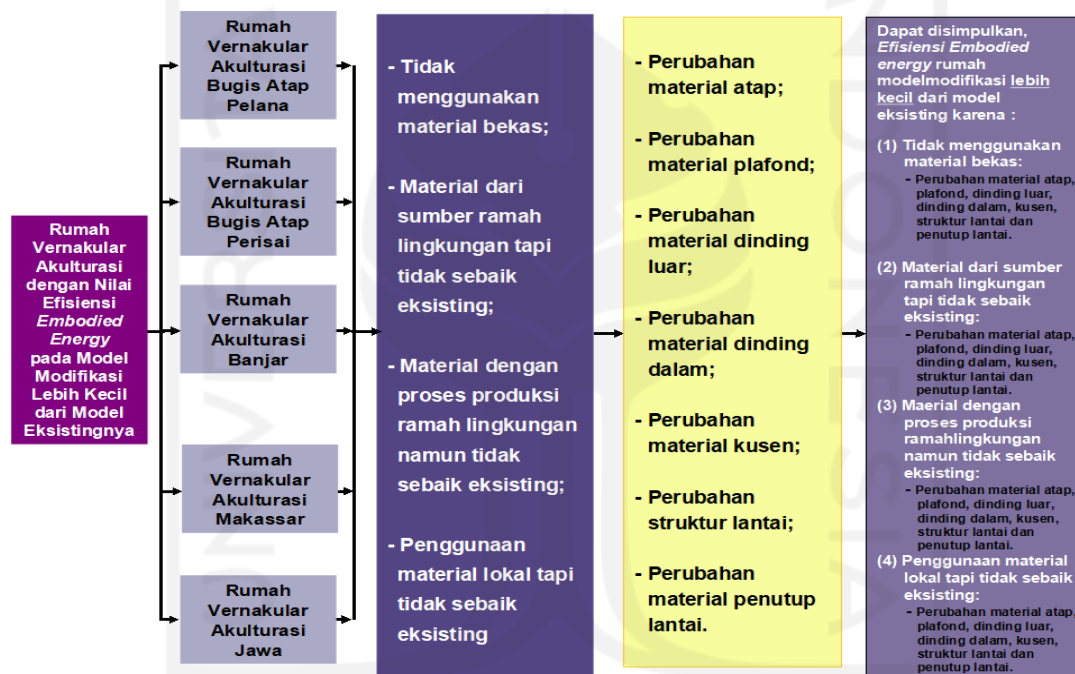 Rumah
Vernakular
Akulturasi
dengan Nilai
Efisiensi
Embodied
Energy
pada Model
Modifikasi
Lebih Kecil
dari Model
Eksistingnya
Rumah
Vernakular
Akulturasi
Bugis Atap
Pelana
Rumah
Vernakular
Akulturasi
Bugis Atap
Perisai
Rumah
Vernakular
Akulturasi
Banjar
Rumah
Vernakular
Akulturasi
Makassar
Rumah
Vernakular
Akulturasi
Jawa
- Tidak
menggunakan
material bekas;
- Material dari
sumber ramah
lingkungan tapi
tidak sebaik
eksisting;
- Material dengan
proses produksi
ramah lingkungan
namun tidak
sebaik eksisting;
- Penggunaan
material lokal tapi
tidak sebaik
eksisting
- Perubahan
material atap;
- Perubahan
material plafond;
- Perubahan
material dinding
luar;
- Perubahan
material dinding
dalam;
- Perubahan
material kusen;
- Perubahan
struktur lantai;
- Perubahan
material penutup
lantai.
Dapat disimpulkan,
Efisiensi Embodied
energy rumah
modelmodifikasi lebih
kecil dari model
eksisting karena :
(1) Tidak menggunakan
material bekas:
- Perubahan material atap,
plafond, dinding luar,
dinding dalam, kusen,
struktur lantai dan
penutup lantai.
(2) Material dari sumber
ramah lingkungan
tapi tidak sebaik
eksisting:
- Perubahan material atap,
plafond, dinding luar,
dinding dalam, kusen,
struktur lantai dan
penutup lantai.
(3) Maerial dengan
proses produksi
ramahlingkungan
namun tidak sebaik
eksisting:
- Perubahan material atap,
plafond, dinding luar,
dinding dalam, kusen,
struktur lantai dan
penutup lantai.
(4) Penggunaan material
lokal tapi tidak sebaik
eksisting:
- Perubahan material atap,
plafond, dinding luar,
dinding dalam, kusen,
struktur lantai dan
penutup lantai.